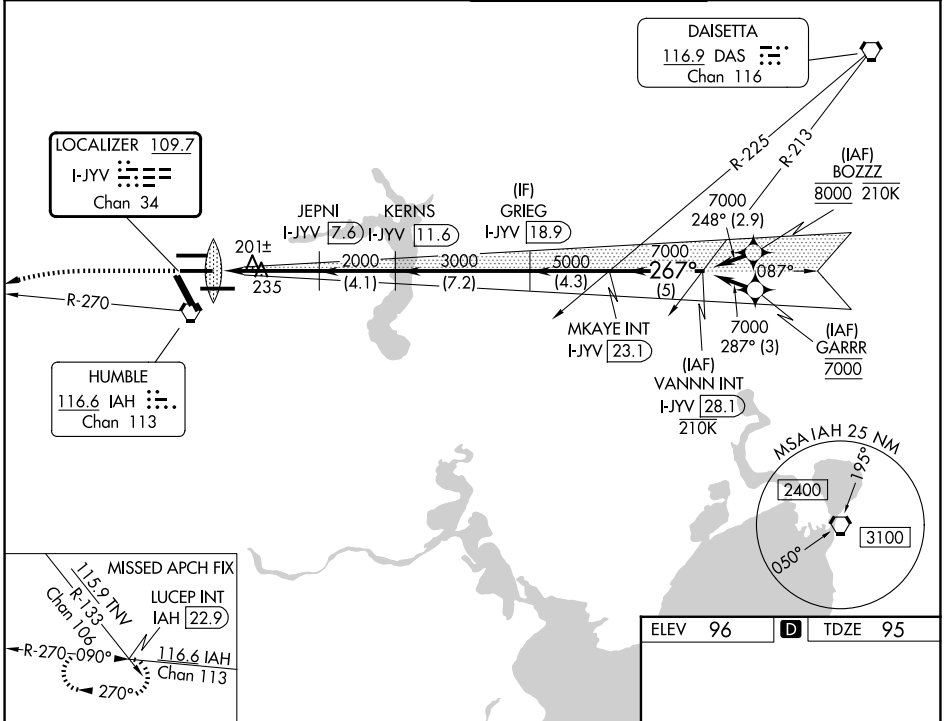 DAISETTA
116.9 DAS
Chan 116
LOCALIZER 109.7
I-JYV
Chan 34
R-225
R-213
(IAF)
BOZZZ
8000 210K
7000
248° (2.9)
(IF)
GRIEG
I-JYV 18.9
JEPNI
I-JYV 7.6
KERNS
I-JYV 11.6
201±
235
2000
(4.1)
3000
(7.2)
5000
(4.3)
7000
267°
(5)
087°
R-270
MKAYE INT
I-JYV 23.1
7000
287° (3)
(IAF)
GARRR
7000
(IAF)
VANNN INT
I-JYV 28.1
210K
HUMBLE
116.6 IAH
Chan 113
MSA IAH 25 NM
195°
2400
3100
050°
MISSED APCH FIX
115.9 TNV
R-133
Chan 106
LUCEP INT
IAH 22.9
R-270
090°
116.6 IAH
Chan 113
270°
ELEV 96 D TDZE 95